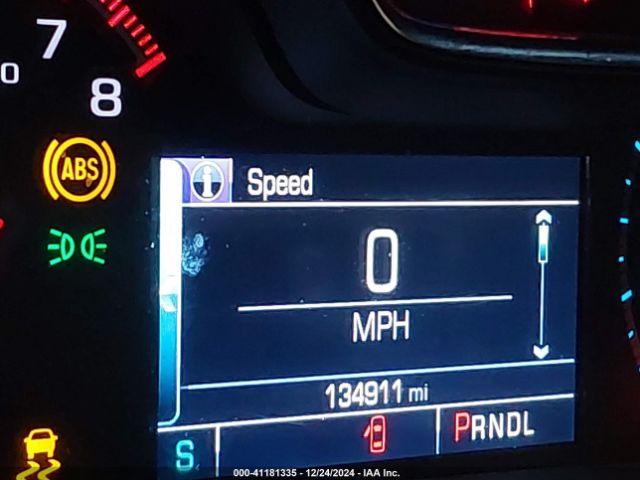 7
0
8
ABS
i Speed
0
MPH
134911 mi
S
PRNDL
000-41181335 - 12/24/2024 - IAA Inc.